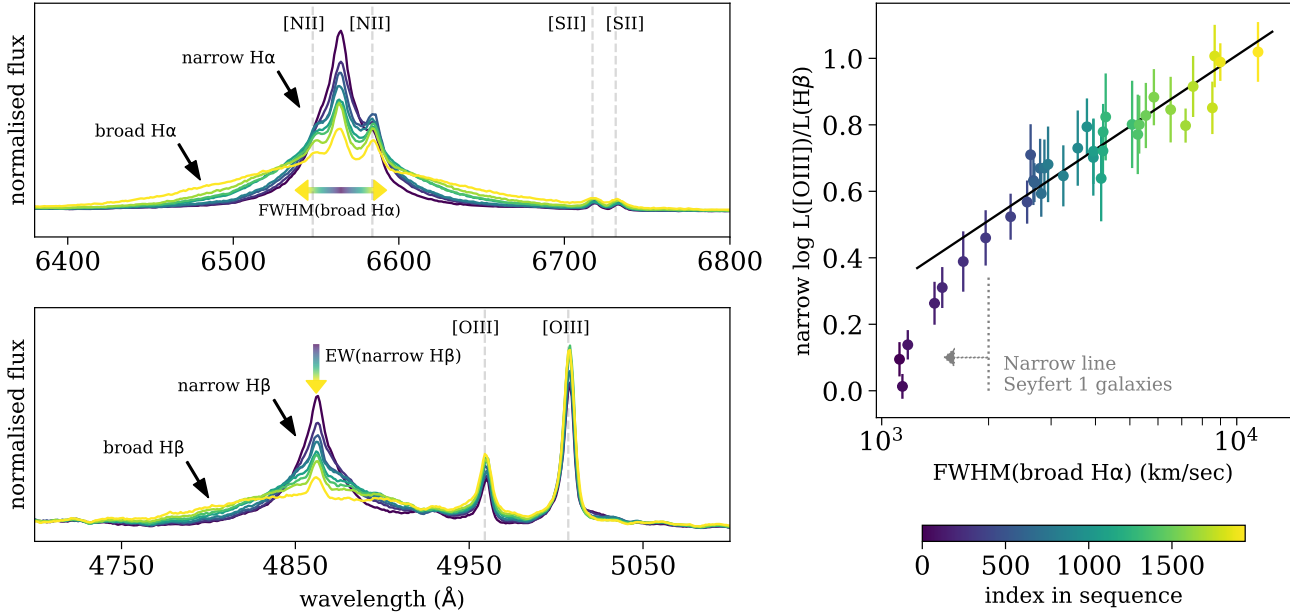 [NII] [NII] [SII] [SII]
narrow Hα
broad Hα
FWHM(broad Hα)
normalised flux
6400 6500 6600 6700 6800
[OIII] [OIII]
EW(narrow Hβ)
narrow Hβ
broad Hβ
normalised flux
4750 4850 4950 5050
wavelength (Å)
narrow log L([OIII])/L(Hβ)
1.0
0.8
0.6
0.4
0.2
0.0
Narrow line
Seyfert 1 galaxies
10³ 10⁴
FWHM(broad Hα) (km/sec)
0 500 1000 1500
index in sequence